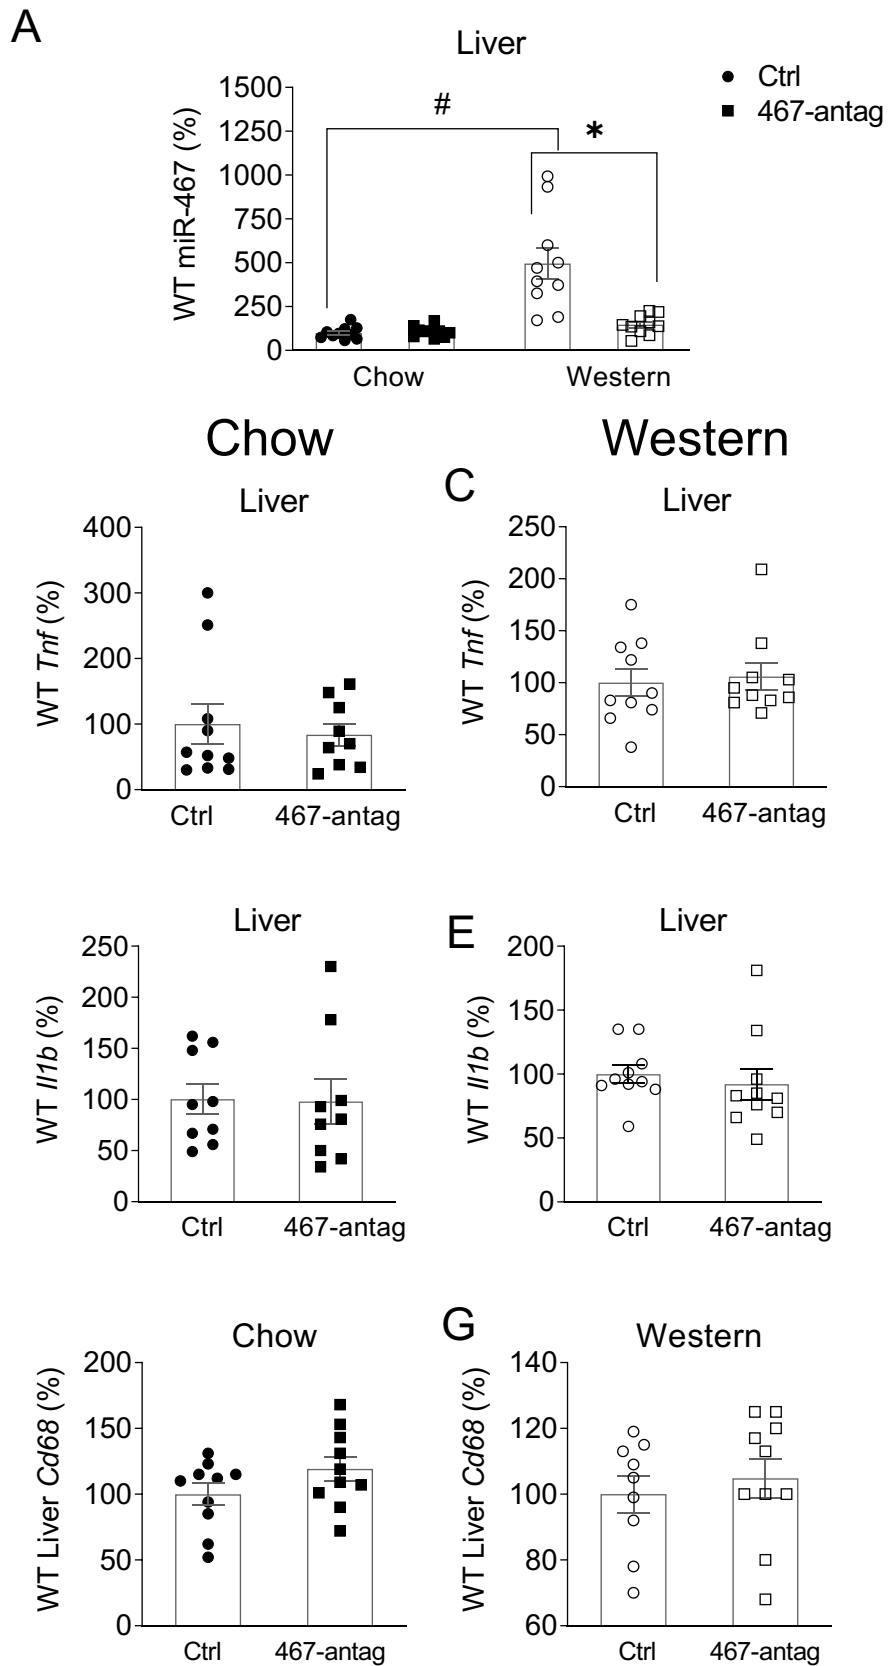 A
Liver
Ctrl
467-antag
WT miR-467 (%)
1500
1250
1000
750
500
250
0
#
*
Chow
Western
Chow
Western
Liver
WT Tnf (%)
400
300
200
100
0
Ctrl
467-antag
C
Liver
WT Tnf (%)
250
200
150
100
50
0
Ctrl
467-antag
Liver
WT Il1b (%)
250
200
150
100
50
0
Ctrl
467-antag
E
Liver
WT Il1b (%)
200
150
100
50
0
Ctrl
467-antag
Chow
WT Liver Cd68 (%)
200
150
100
50
0
Ctrl
467-antag
G
Western
WT Liver Cd68 (%)
140
120
100
80
60
Ctrl
467-antag